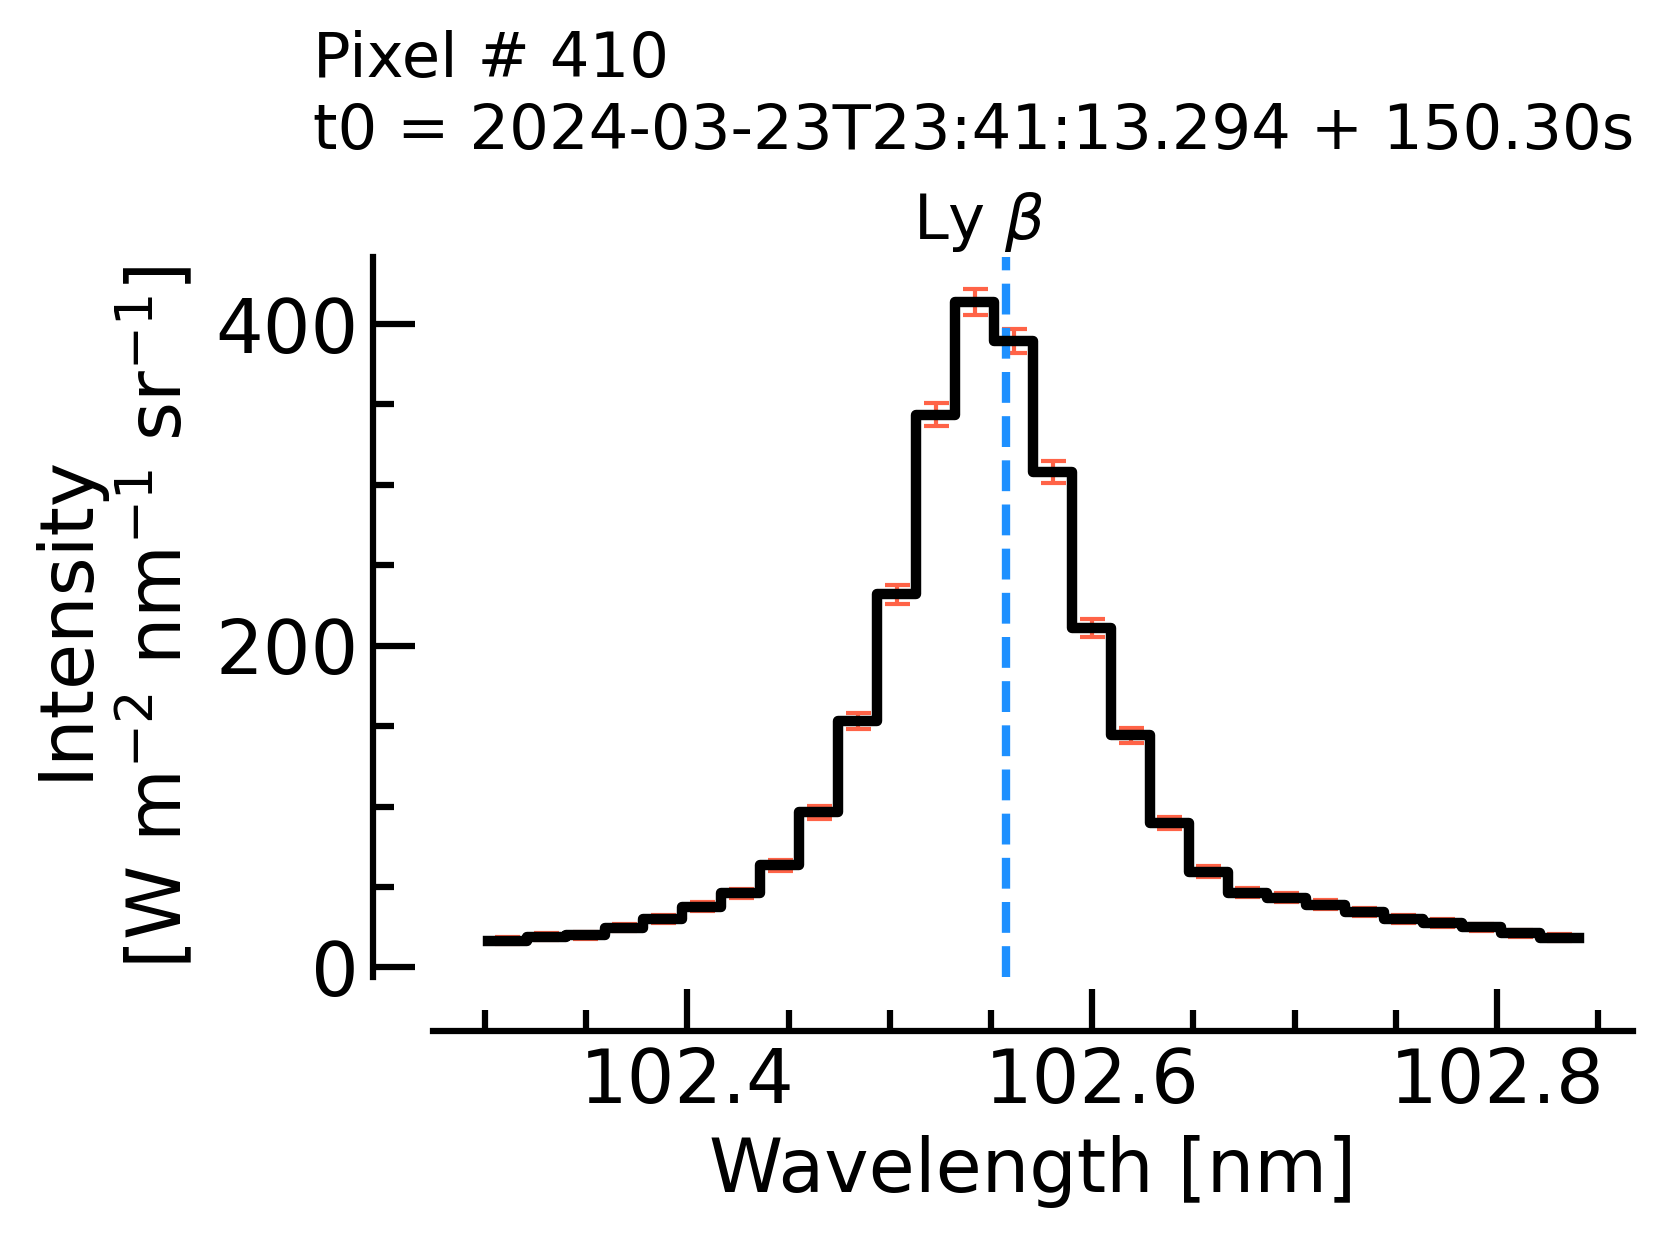 Pixel # 410
t0 = 2024-03-23T23:41:13.294 + 150.30s
Ly β
Intensity
[W m⁻² nm⁻¹ sr⁻¹]
400
200
0
102.4 102.6 102.8
Wavelength [nm]